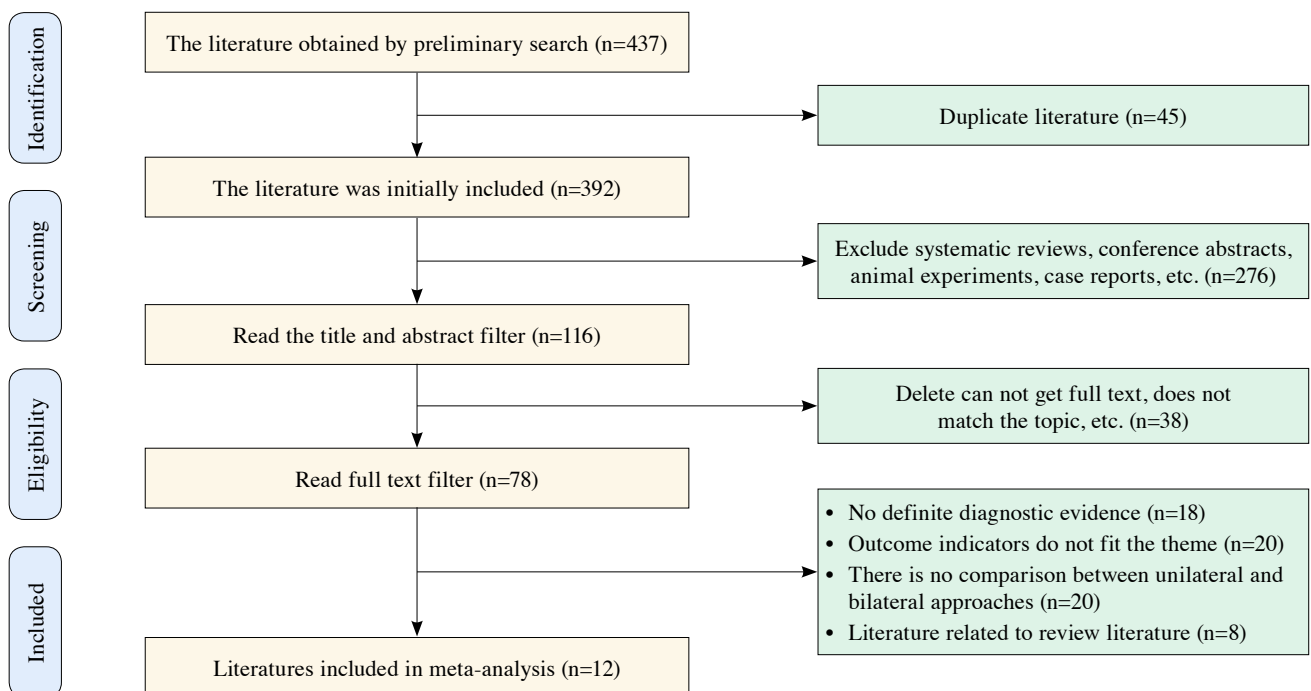 Identification
The literature obtained by preliminary search (n=437)
Duplicate literature (n=45)
The literature was initially included (n=392)
Screening
Exclude systematic reviews, conference abstracts,
animal experiments, case reports, etc. (n=276)
Read the title and abstract filter (n=116)
Eligibility
Delete can not get full text, does not
match the topic, etc. (n=38)
Read full text filter (n=78)
Included
• No definite diagnostic evidence (n=18)
• Outcome indicators do not fit the theme (n=20)
• There is no comparison between unilateral and
bilateral approaches (n=20)
• Literature related to review literature (n=8)
Literatures included in meta-analysis (n=12)